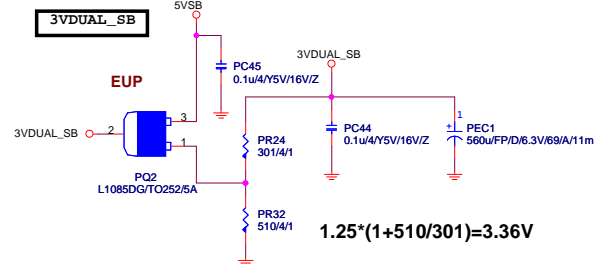 3VDUAL_SB
5VSB
EUP
PC45
0.1u/4/Y5V/16V/Z
3VDUAL_SB
3VDUAL_SB
2
3
1
PQ2
L1085DG/TO252/5A
PR24
301/4/1
PC44
0.1u/4/Y5V/16V/Z
1
+
PEC1
560u/FP/D/6.3V/69/A/11m
PR32
510/4/1
1.25*(1+510/301)=3.36V